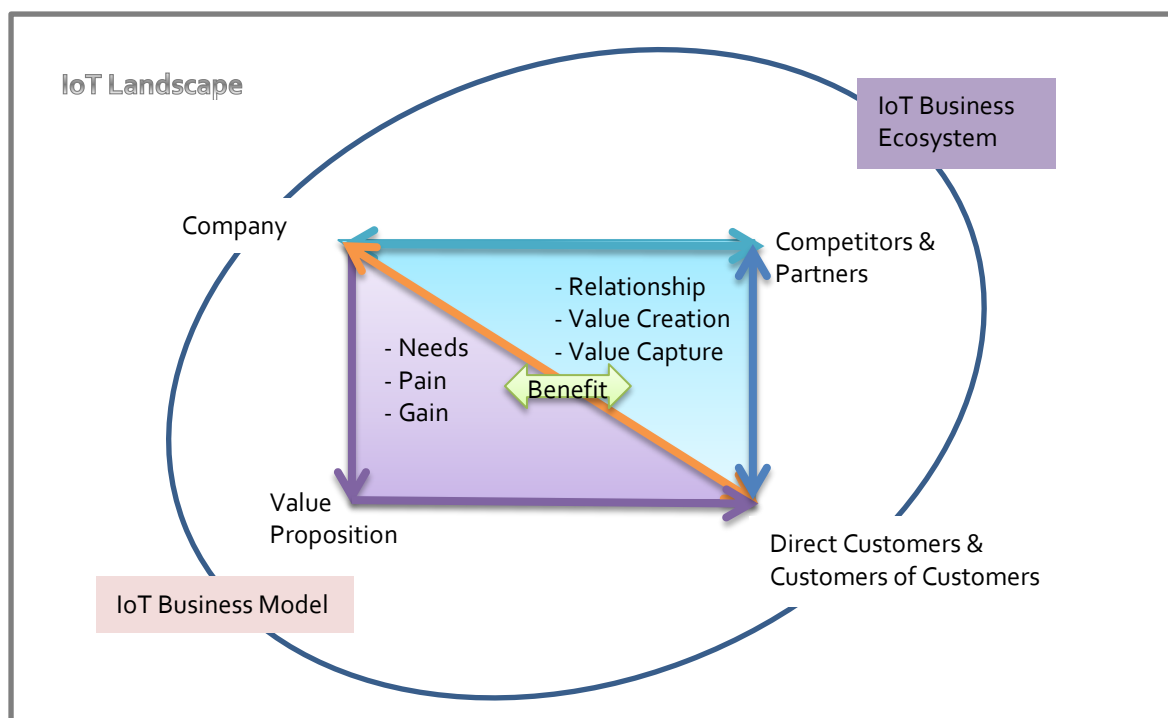 IoT Landscape
IoT Business
Ecosystem
Company
Competitors &
Partners
- Relationship
- Value Creation
- Value Capture
- Needs
- Pain
- Gain
Benefit
Value
Proposition
Direct Customers &
Customers of Customers
IoT Business Model